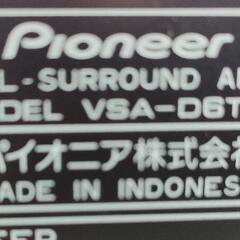 Pioneer
L-SURROUND A
DEL VSA-D6T
パイオニア株式会
ADE IN INDONES